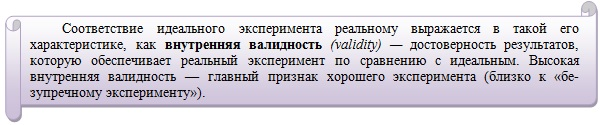 Соответствие идеального эксперимента реальному выражается в такой его
характеристике, как внутренняя валидность (validity) — достоверность результатов,
которую обеспечивает реальный эксперимент по сравнению с идеальным. Высокая
внутренняя валидность — главный признак хорошего эксперимента (близко к «бе-
зупречному эксперименту»).